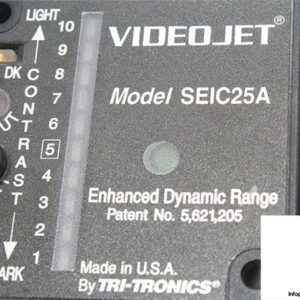 LIGHT 10
VIDEOJET®
9
DK
8
Model SEIC25A
7
CONTRAST
6
5
4
Enhanced Dynamic Range
3
Patent No. 5,621,205
2
1
Made in U.S.A.
ARK
By TRI-TRONICS®